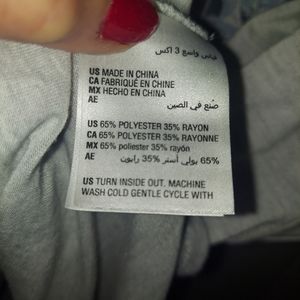 قياس واسع 3 اكس
US MADE IN CHINA
CA FABRIQUÉ EN CHINE
MX HECHO EN CHINA
AE صنع في الصين
US 65% POLYESTER 35% RAYON
CA 65% POLYESTER 35% RAYONNE
MX 65% poliester 35% rayón
AE 65% بولي أستر 35% رايون
US TURN INSIDE OUT. MACHINE
WASH COLD GENTLE CYCLE WITH